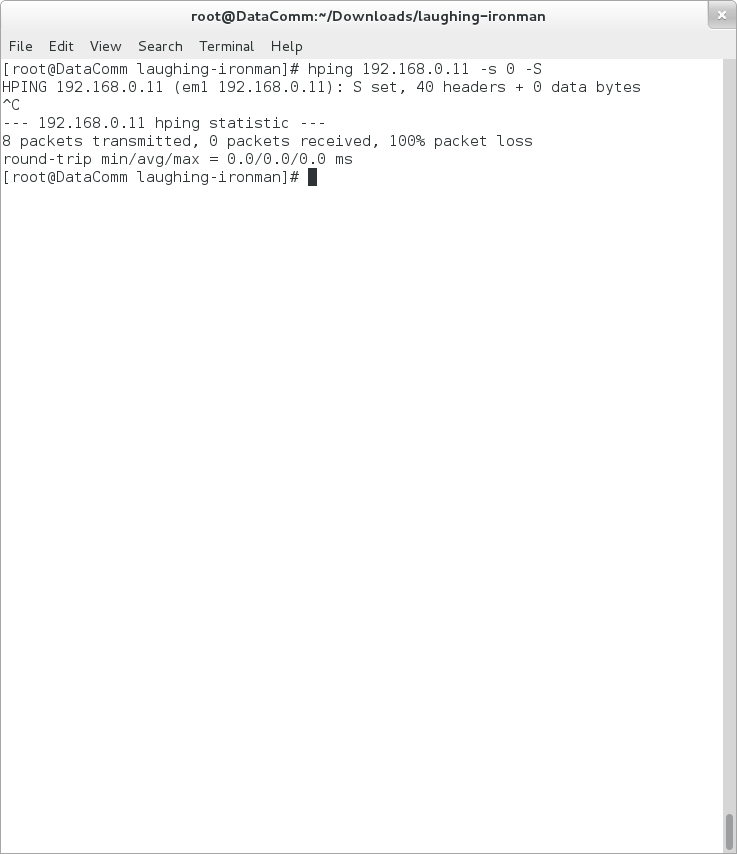 root@DataComm:~/Downloads/laughing-ironman
File Edit View Search Terminal Help
[root@DataComm laughing-ironman]# hping 192.168.0.11 -s 0 -S
HPING 192.168.0.11 (em1 192.168.0.11): S set, 40 headers + 0 data bytes
^C
--- 192.168.0.11 hping statistic ---
8 packets transmitted, 0 packets received, 100% packet loss
round-trip min/avg/max = 0.0/0.0/0.0 ms
[root@DataComm laughing-ironman]#